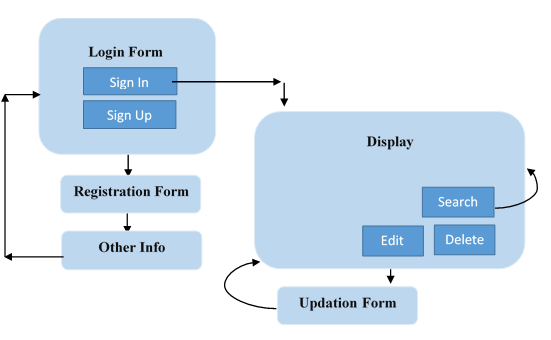 Login Form
Sign In
Sign Up
Registration Form
Other Info
Display
Search
Edit
Delete
Updation Form